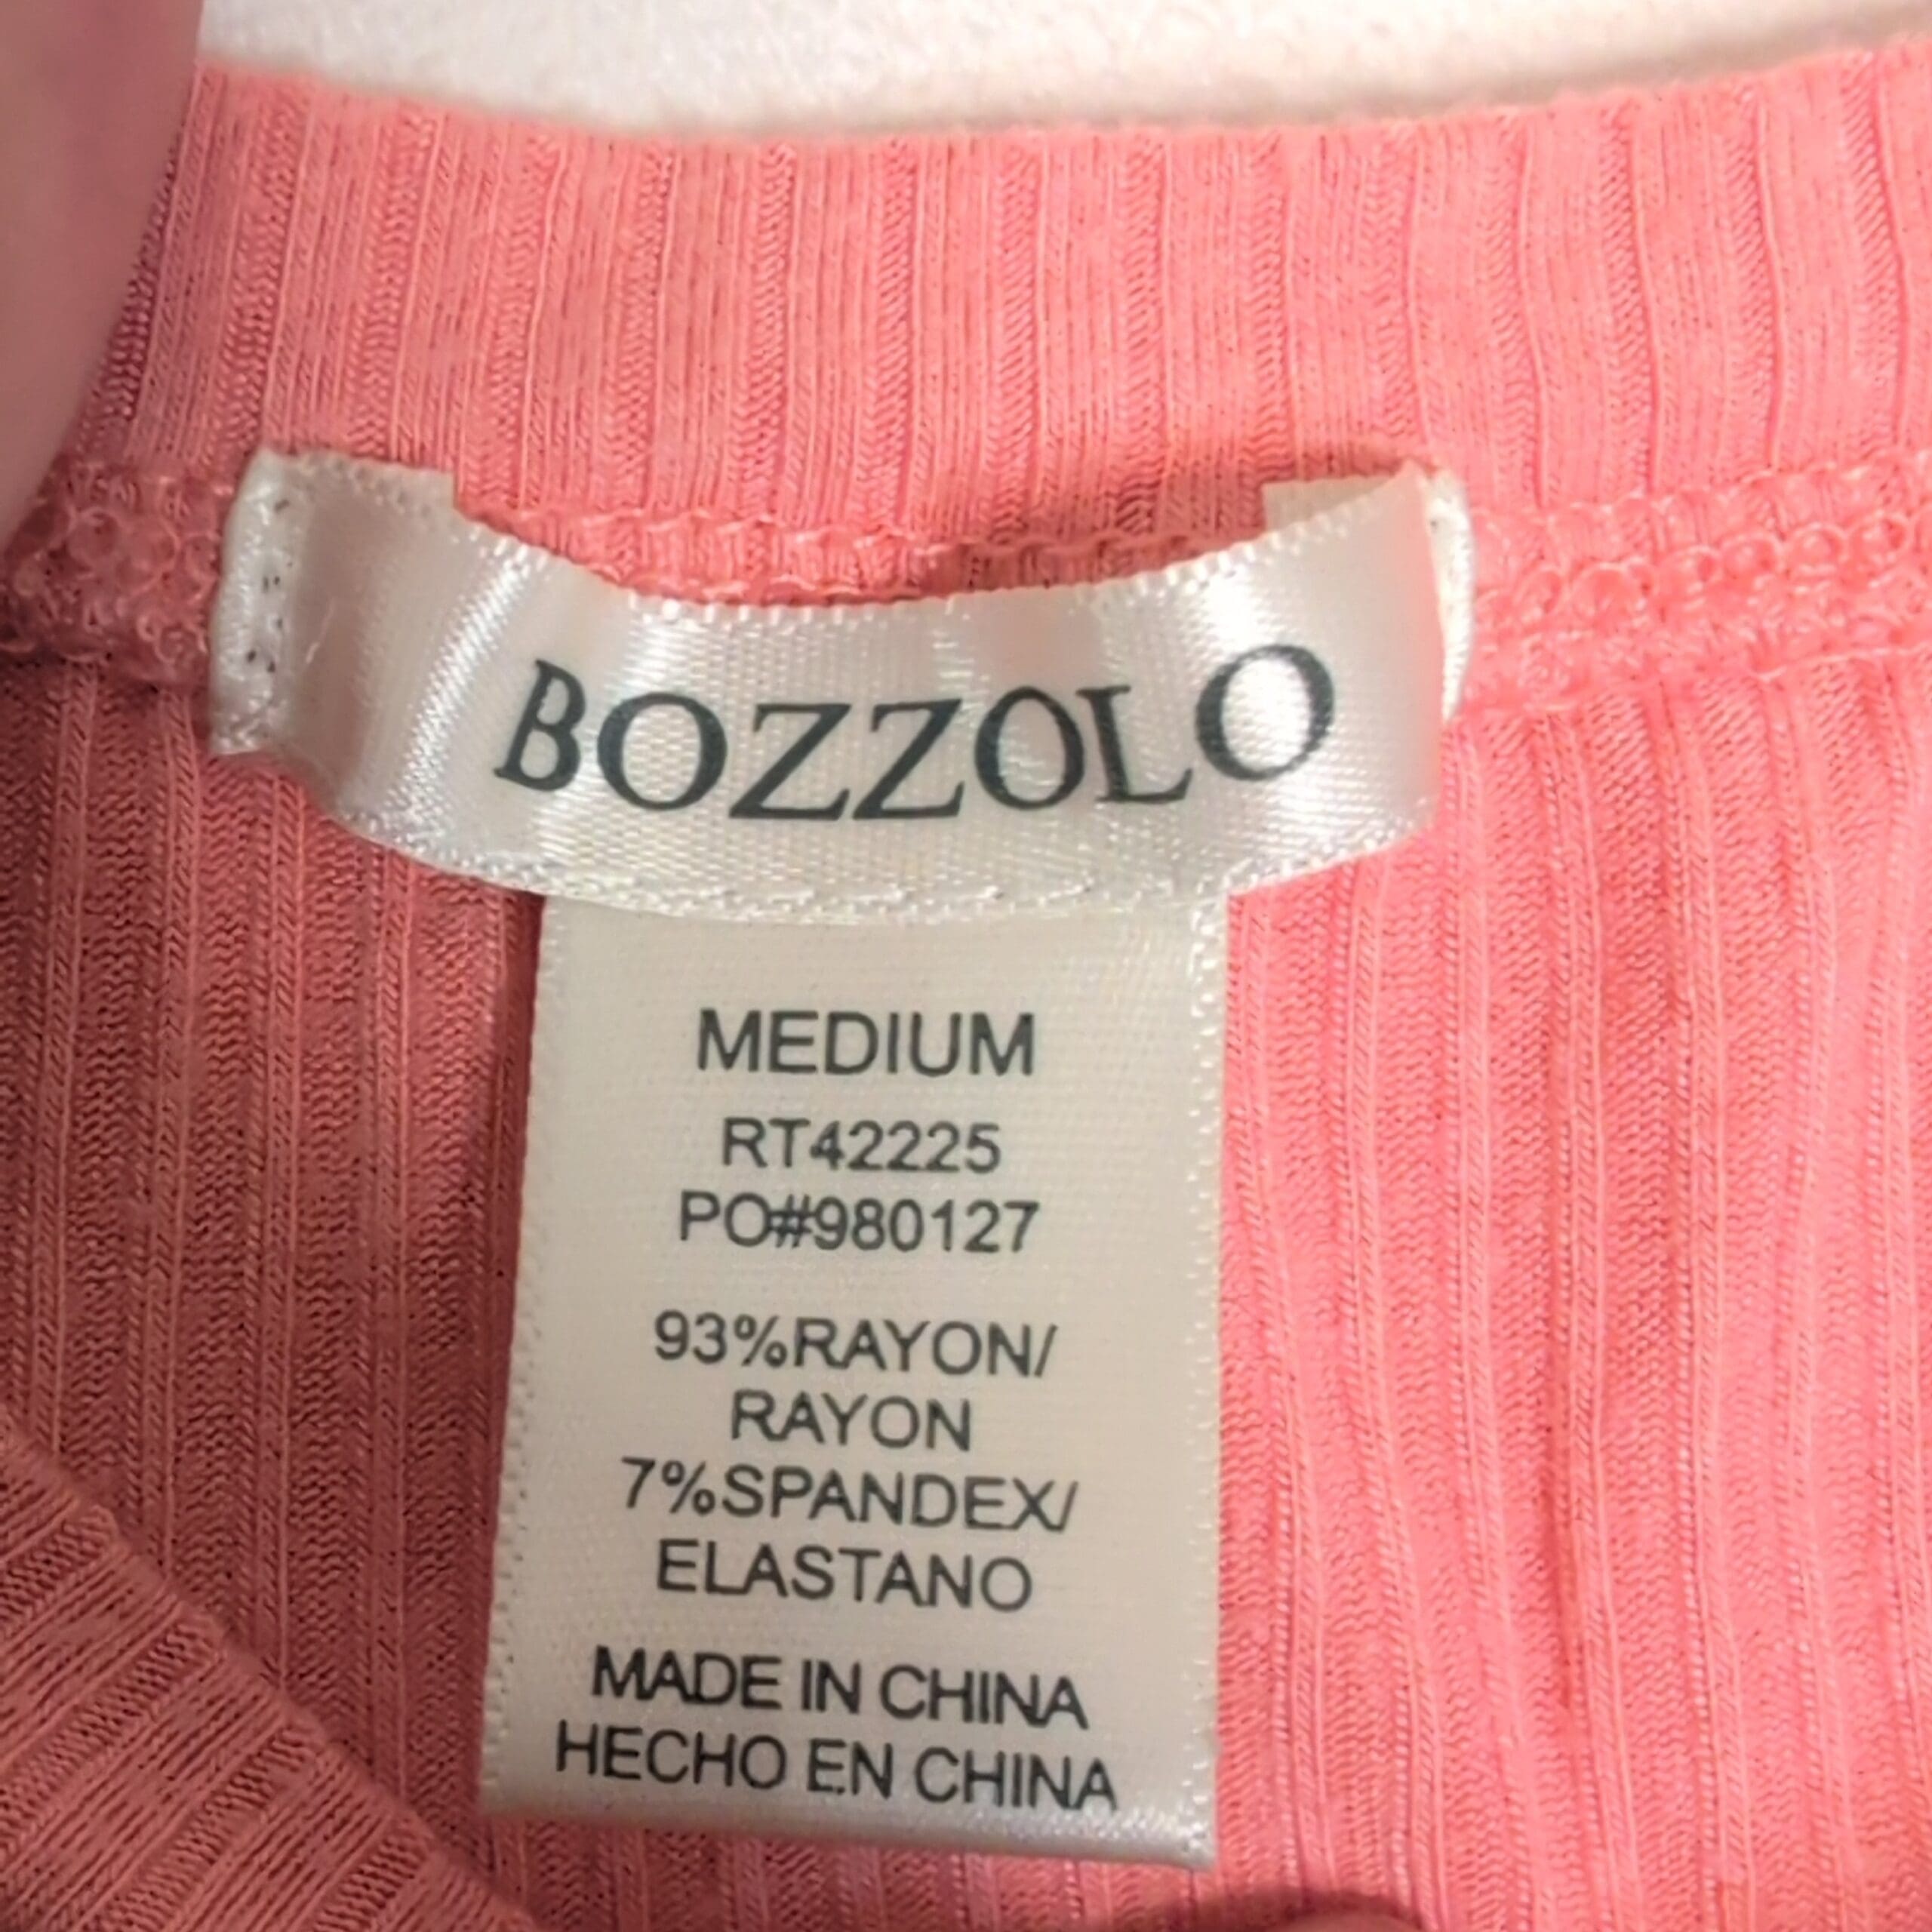 BOZZOLO
MEDIUM
RT42225
PO#980127
93%RAYON/
RAYON
7%SPANDEX/
ELASTANO
MADE IN CHINA
HECHO EN CHINA